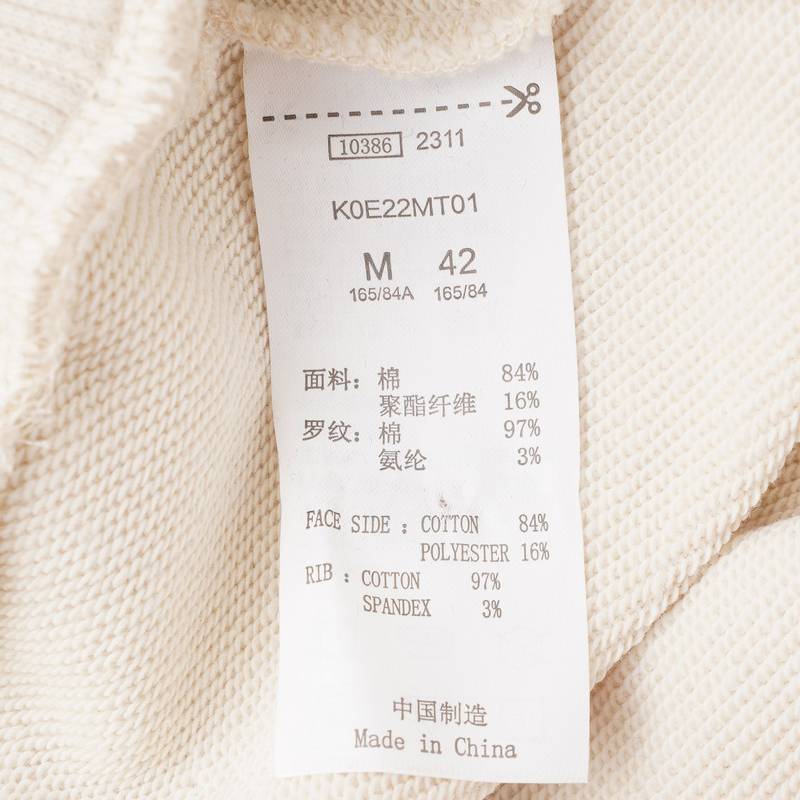 10386 2311
K0E22MT01
M 42
165/84A 165/84
面料：棉 84%
聚酯纤维 16%
罗纹：棉 97%
氨纶 3%
FACE SIDE : COTTON 84%
POLYESTER 16%
RIB : COTTON 97%
SPANDEX 3%
中国制造
Made in China